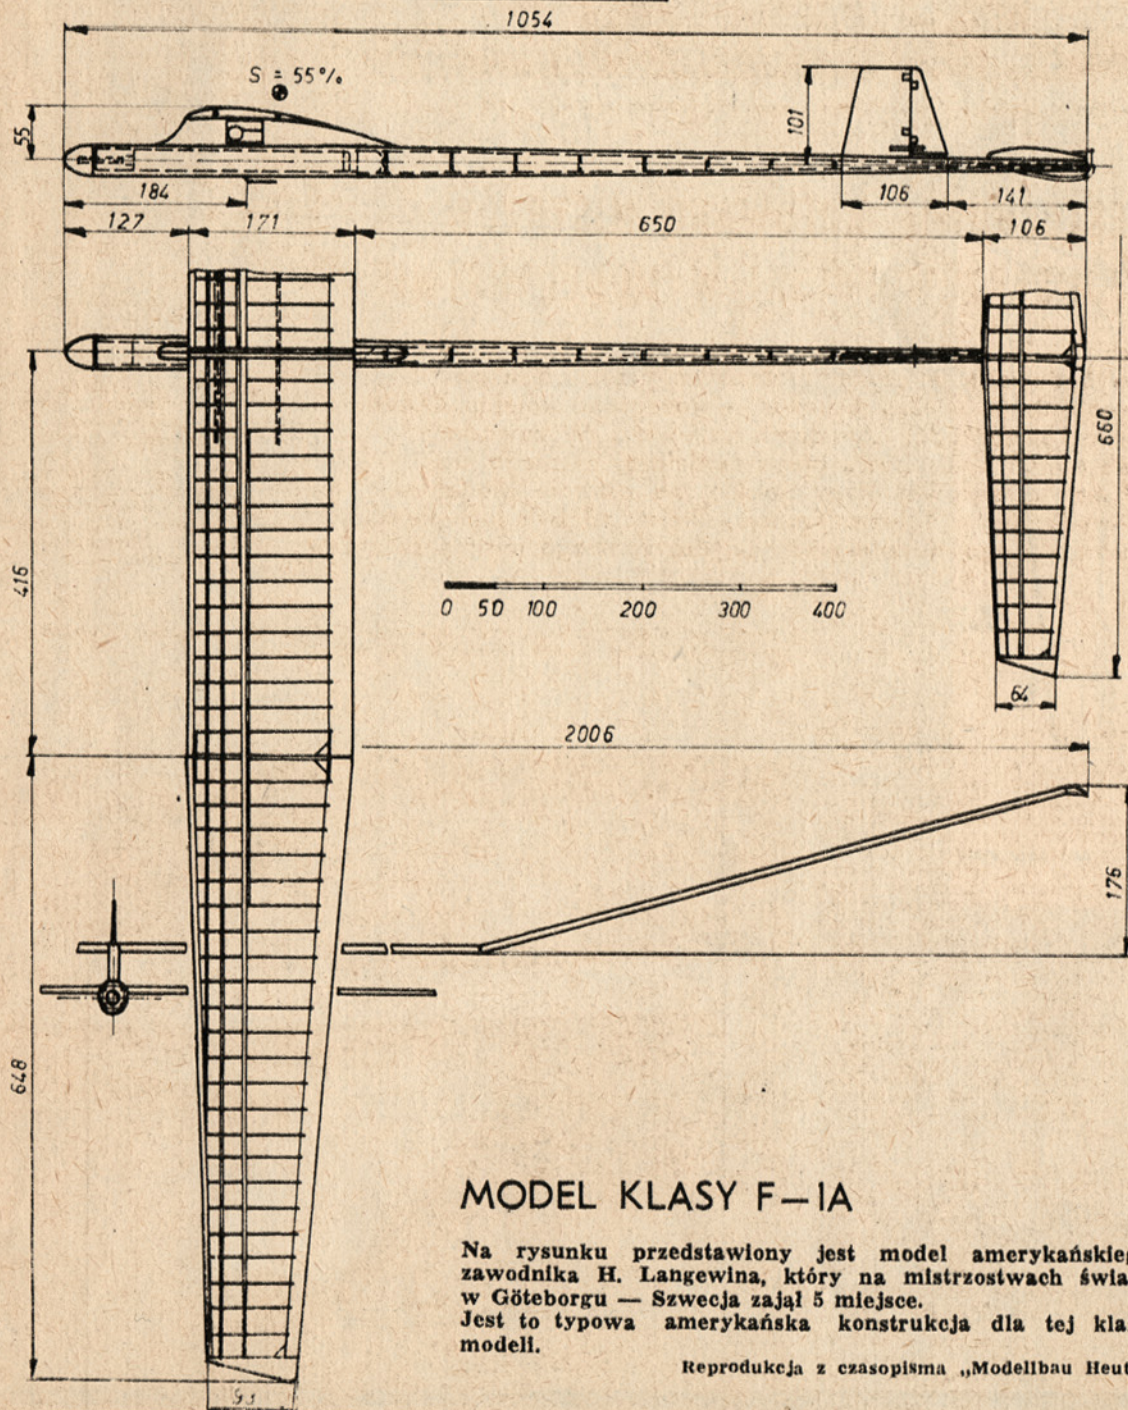 1054
S = 55%
55
101
184
106
141
127
171
650
106
416
660
0 50 100 200 300 400
64
2006
176
648
MODEL KLASY F—IA
Na rysunku przedstawiony jest model amerykańskieg
zawodnika H. Langewina, który na mistrzostwach świa
w Göteborgu — Szwecja zajął 5 miejsce.
Jest to typowa amerykańska konstrukcja dla tej kla
modeli.
Reprodukcja z czasopisma „Modellbau Heut